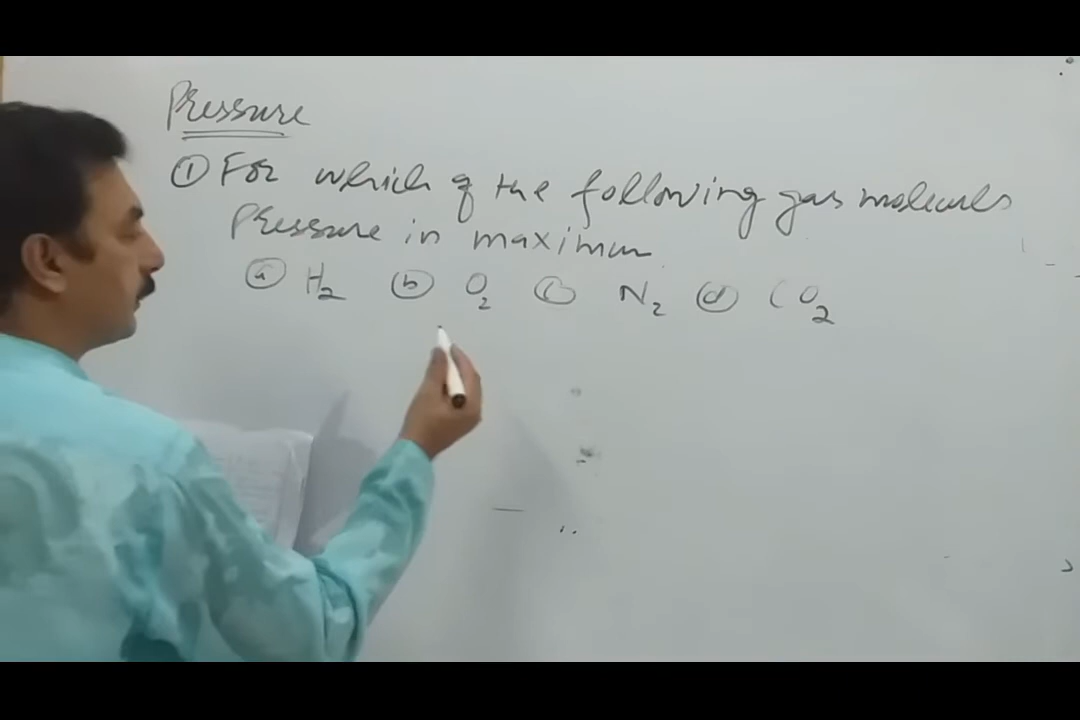 Pressure
① For which of the following gas molecules
Pressure in maximum
ⓐ H₂ ⓑ O₂ ⓒ N₂ ⓓ CO₂